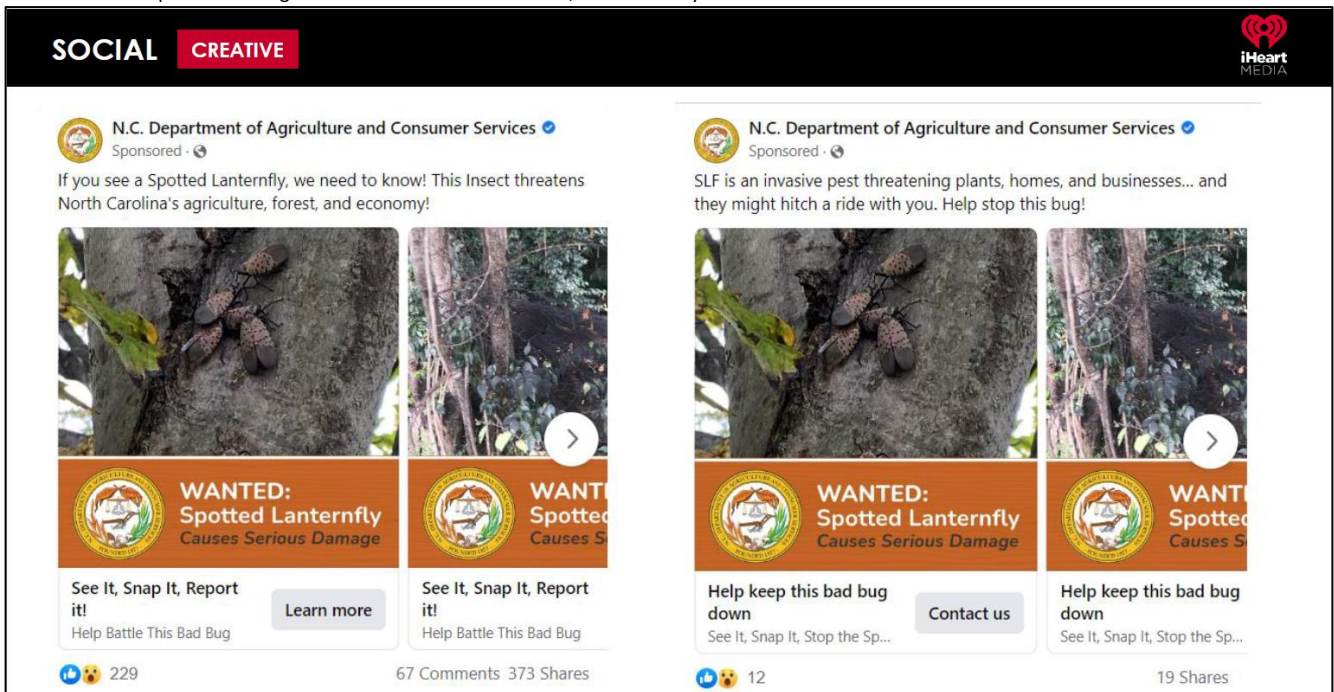 SOCIAL CREATIVE
iHeart
MEDIA
N.C. Department of Agriculture and Consumer Services
Sponsored ·
If you see a Spotted Lanternfly, we need to know! This Insect threatens
North Carolina's agriculture, forest, and economy!
WANTED:
Spotted Lanternfly
Causes Serious Damage
WANT
Spotted
Causes S
See It, Snap It, Report
it!
Help Battle This Bad Bug
Learn more
See It, Snap It, Report
it!
Help Battle This Bad Bug
229
67 Comments 373 Shares
N.C. Department of Agriculture and Consumer Services
Sponsored ·
SLF is an invasive pest threatening plants, homes, and businesses... and
they might hitch a ride with you. Help stop this bug!
WANTED:
Spotted Lanternfly
Causes Serious Damage
WANT
Spotted
Causes S
Help keep this bad bug
down
See It, Snap It, Stop the Sp...
Contact us
Help keep this bad bug
down
See It, Snap It, Stop the Sp...
12
19 Shares